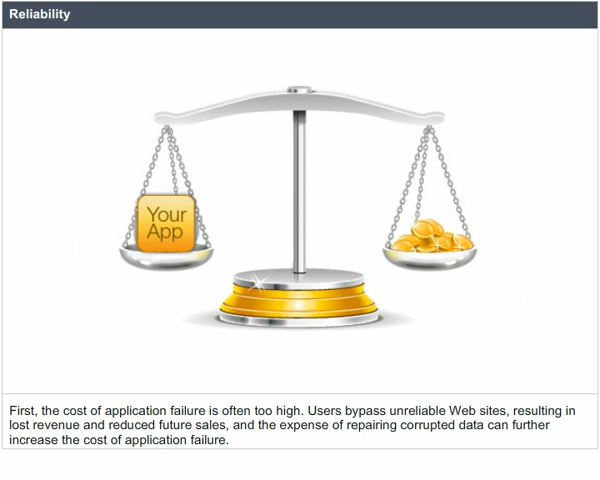 Reliability
Your
App
First, the cost of application failure is often too high. Users bypass unreliable Web sites, resulting in
lost revenue and reduced future sales, and the expense of repairing corrupted data can further
increase the cost of application failure.